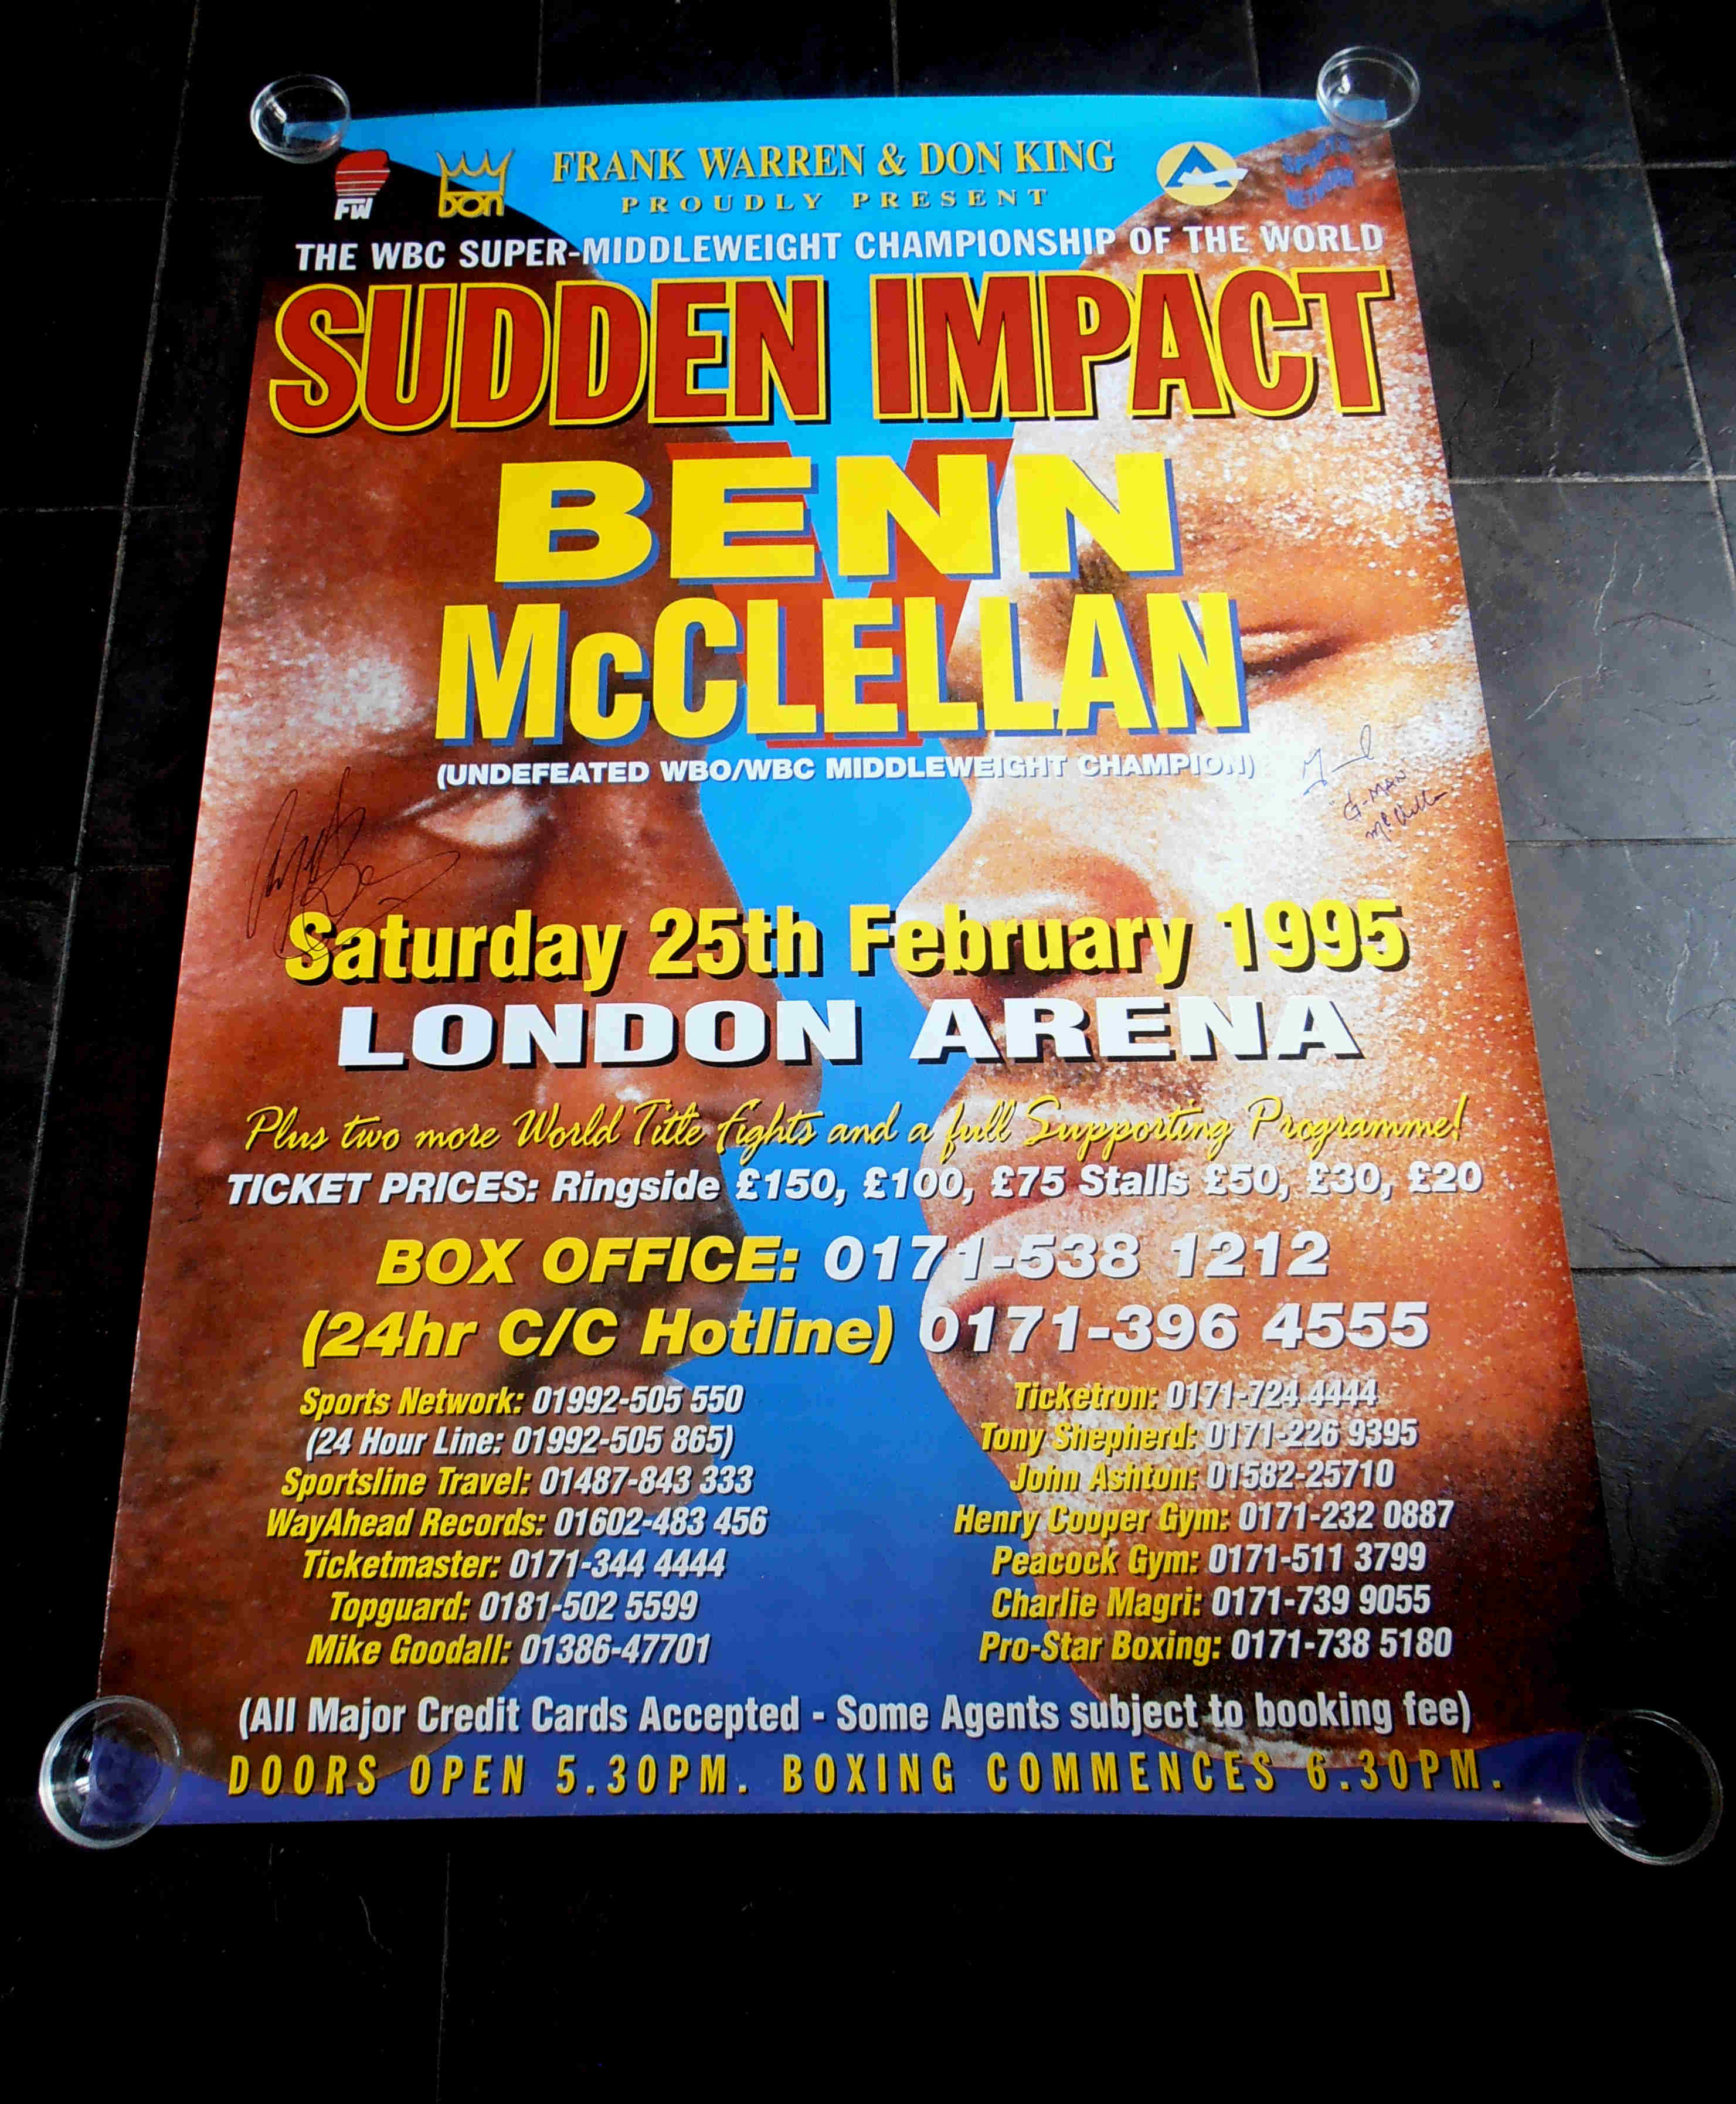 FW
DON
FRANK WARREN & DON KING
PROUDLY PRESENT
SPORTS NETWORK
THE WBC SUPER-MIDDLEWEIGHT CHAMPIONSHIP OF THE WORLD
SUDDEN IMPACT
BENN
V
McCLELLAN
(UNDEFEATED WBO/WBC MIDDLEWEIGHT CHAMPION)
"G-MAN"
McClellan
Saturday 25th February 1995
LONDON ARENA
Plus two more World Title fights and a full Supporting Programme!
TICKET PRICES: Ringside £150, £100, £75 Stalls £50, £30, £20
BOX OFFICE: 0171-538 1212
(24hr C/C Hotline) 0171-396 4555
Sports Network: 01992-505 550
(24 Hour Line: 01992-505 865)
Sportsline Travel: 01487-843 333
WayAhead Records: 01602-483 456
Ticketmaster: 0171-344 4444
Topguard: 0181-502 5599
Mike Goodall: 01386-47701
Ticketron: 0171-724 4444
Tony Shepherd: 0171-226 9395
John Ashton: 01582-25710
Henry Cooper Gym: 0171-232 0887
Peacock Gym: 0171-511 3799
Charlie Magri: 0171-739 9055
Pro-Star Boxing: 0171-738 5180
(All Major Credit Cards Accepted - Some Agents subject to booking fee)
DOORS OPEN 5.30PM. BOXING COMMENCES 6.30PM.